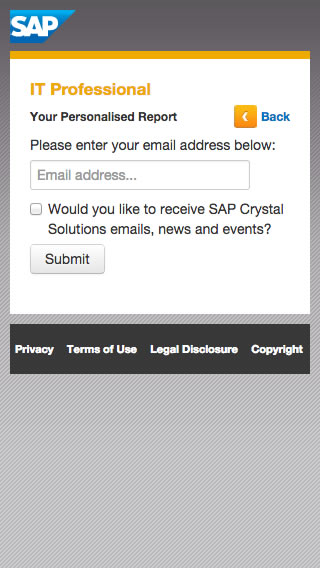 SAP
IT Professional
Your Personalised Report
Back
Please enter your email address below:
Email address...
Would you like to receive SAP Crystal
Solutions emails, news and events?
Submit
Privacy Terms of Use Legal Disclosure Copyright